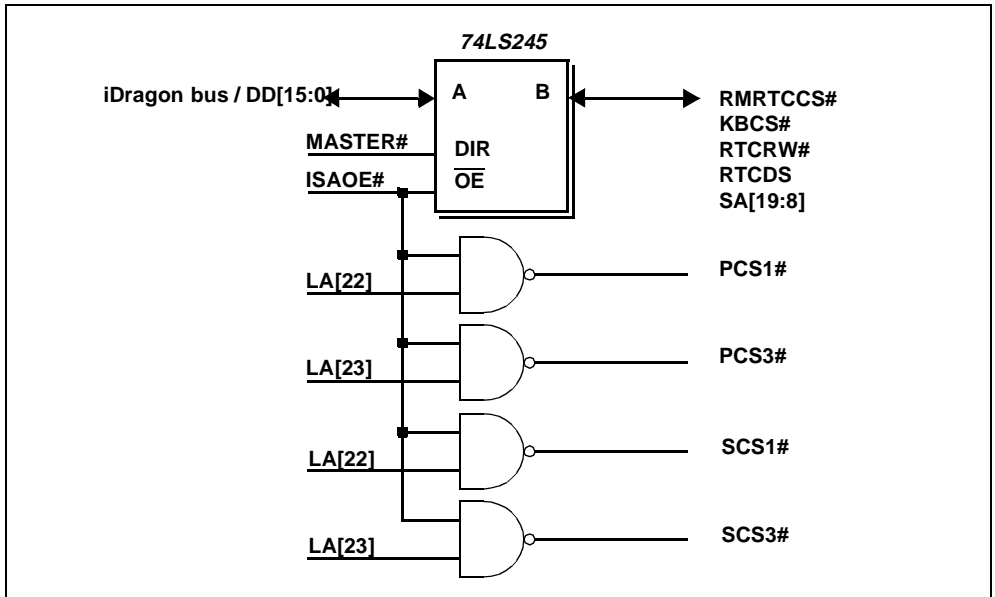 74LS245
iDragon bus / DD[15:0]
A
B
RMRTCCS#
KBCS#
RTCRW#
RTCDS
SA[19:8]
MASTER#
DIR
ISAOE#
OE
LA[22]
PCS1#
LA[23]
PCS3#
LA[22]
SCS1#
LA[23]
SCS3#